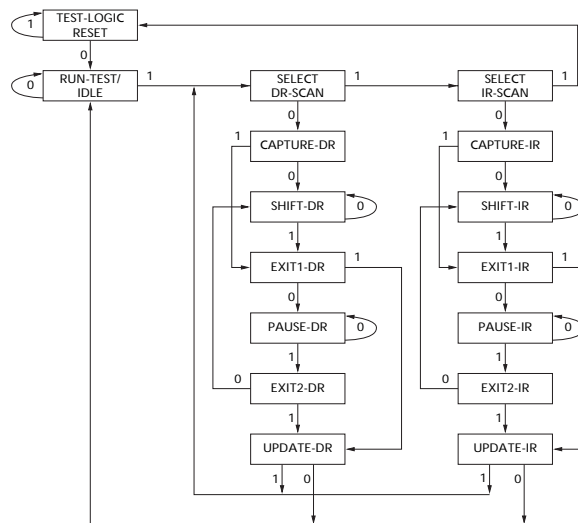 TEST-LOGIC
RESET
1
0
RUN-TEST/
IDLE
0
1
SELECT
DR-SCAN
1
SELECT
IR-SCAN
1
0
0
1
CAPTURE-DR
1
CAPTURE-IR
0
0
SHIFT-DR
0
SHIFT-IR
0
1
1
EXIT1-DR
1
EXIT1-IR
1
0
0
PAUSE-DR
0
PAUSE-IR
0
1
1
0
EXIT2-DR
0
EXIT2-IR
1
1
UPDATE-DR
UPDATE-IR
1
0
1
0